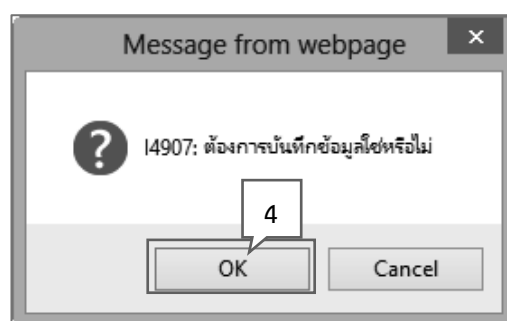 Message from webpage
I4907: ต้องการบันทึกข้อมูลใช่หรือไม่
4
OK
Cancel